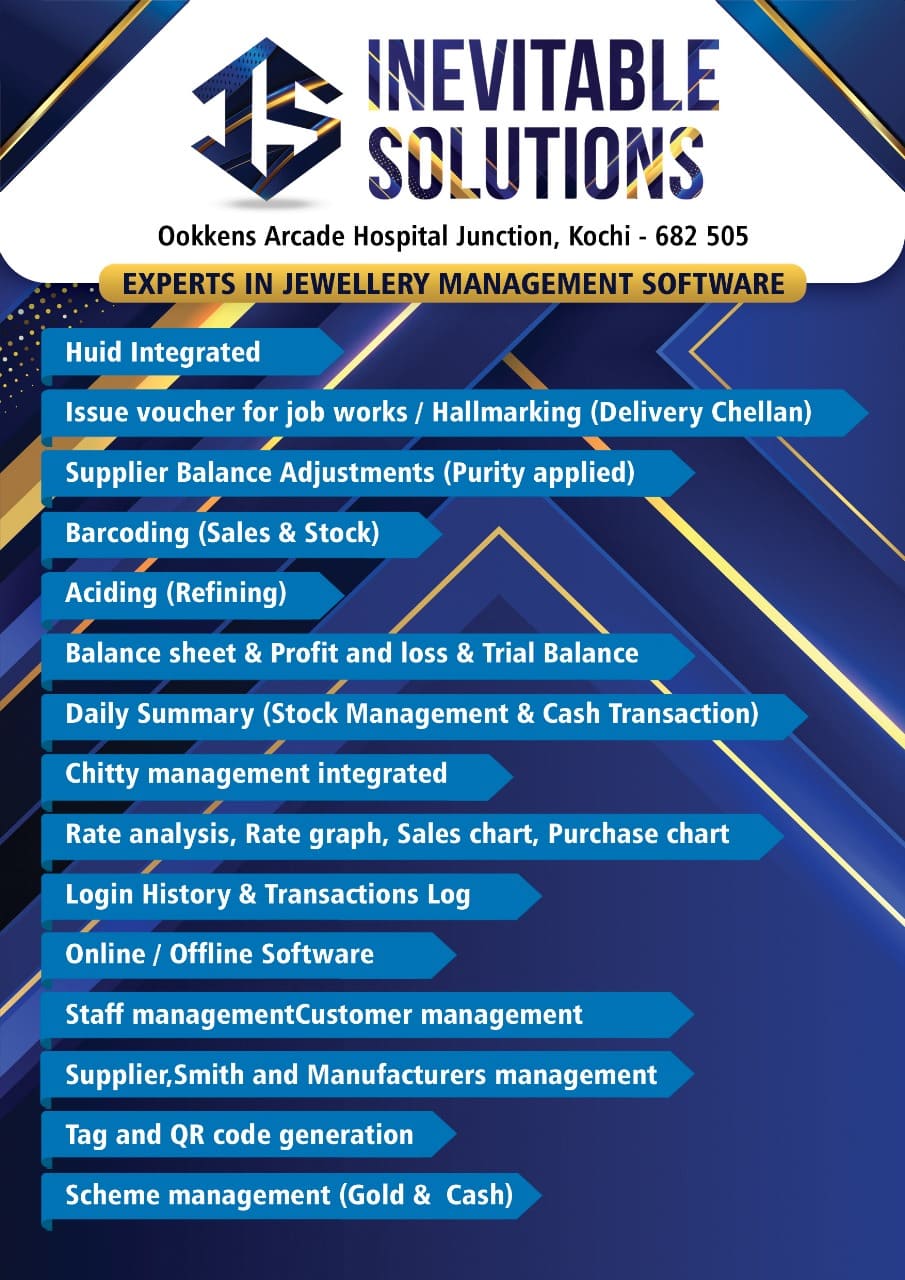 JS
INEVITABLE
SOLUTIONS
Ookkens Arcade Hospital Junction, Kochi - 682 505
EXPERTS IN JEWELLERY MANAGEMENT SOFTWARE
Huid Integrated
Issue voucher for job works / Hallmarking (Delivery Chellan)
Supplier Balance Adjustments (Purity applied)
Barcoding (Sales & Stock)
Aciding (Refining)
Balance sheet & Profit and loss & Trial Balance
Daily Summary (Stock Management & Cash Transaction)
Chitty management integrated
Rate analysis, Rate graph, Sales chart, Purchase chart
Login History & Transactions Log
Online / Offline Software
Staff managementCustomer management
Supplier,Smith and Manufacturers management
Tag and QR code generation
Scheme management (Gold &  Cash)